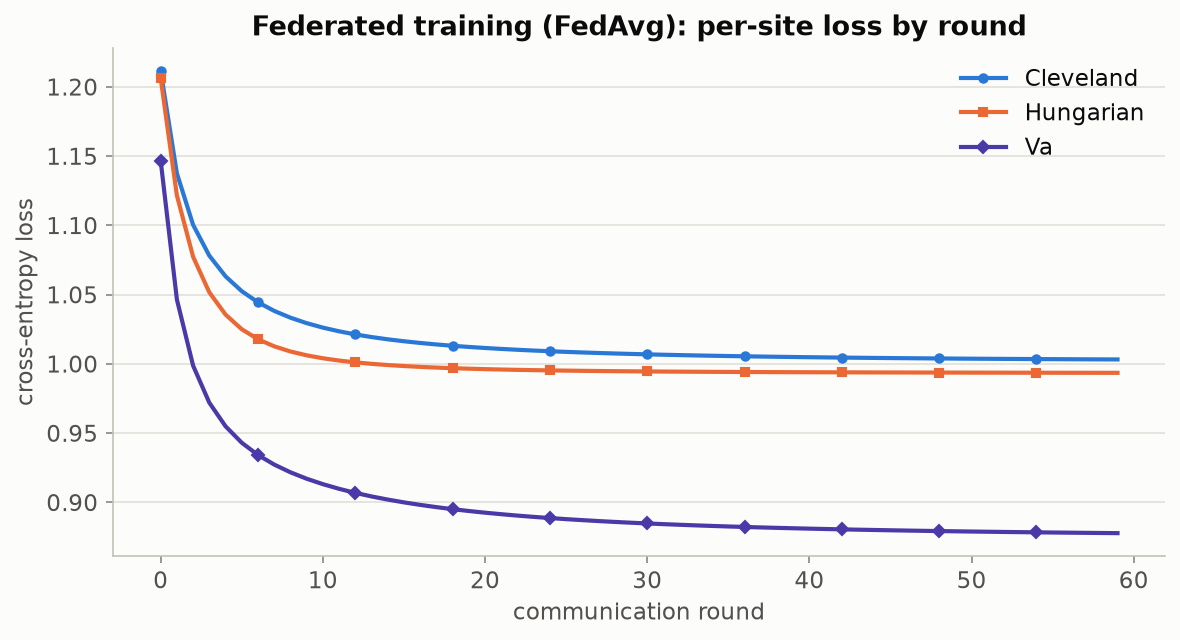 Federated training (FedAvg): per-site loss by round
Cleveland
Hungarian
Va
cross-entropy loss
1.20
1.15
1.10
1.05
1.00
0.95
0.90
0 10 20 30 40 50 60
communication round